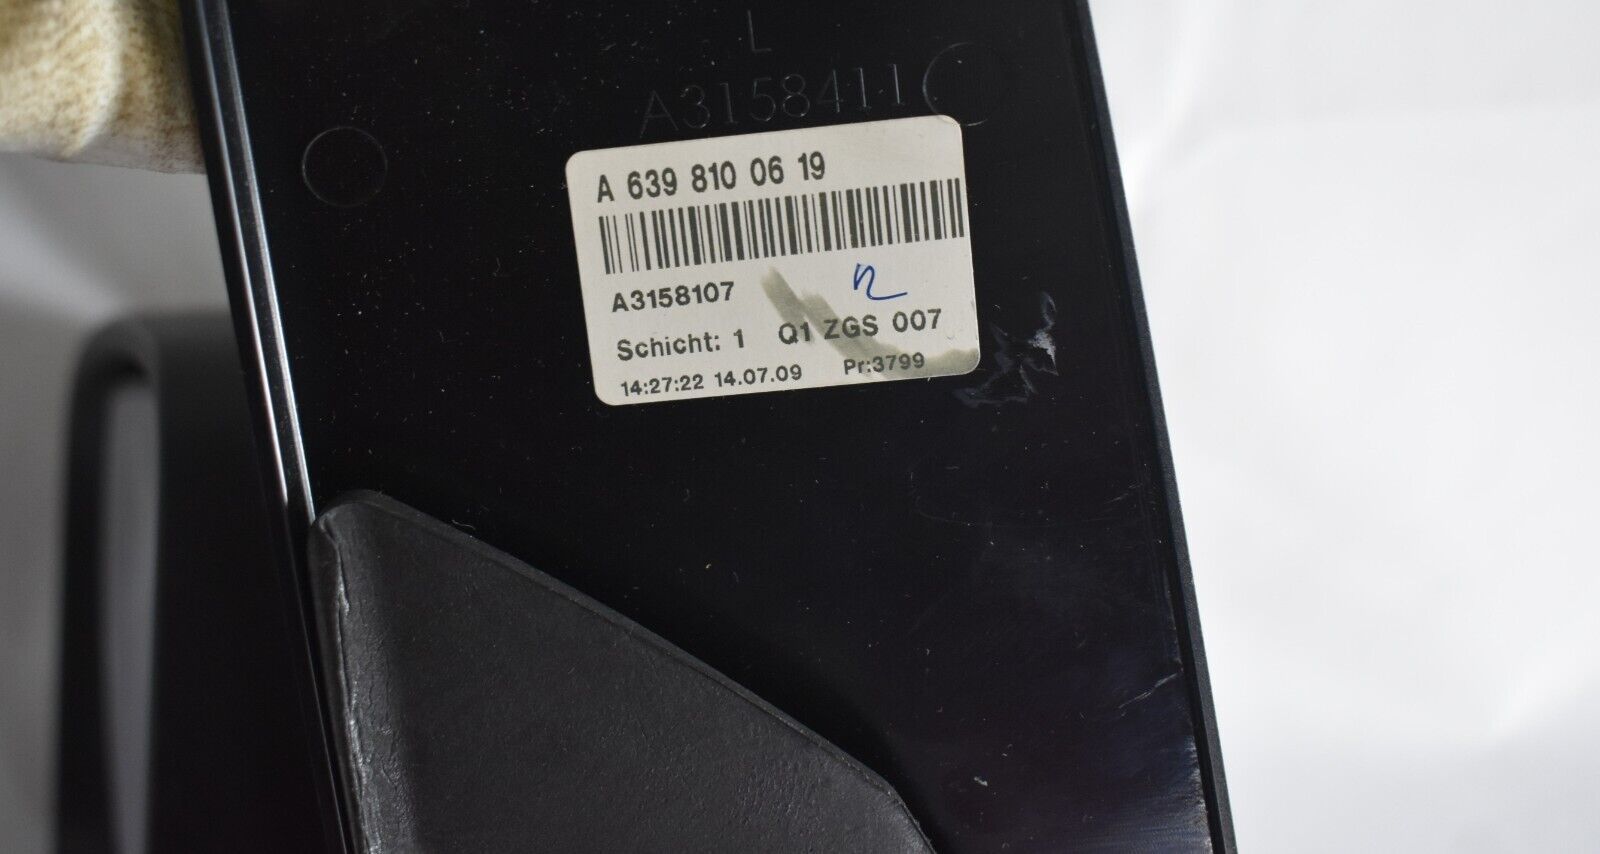 L
A3158411
A 639 810 06 19
A3158107
Schicht: 1 Q1 ZGS 007
14:27:22 14.07.09 Pr:3799